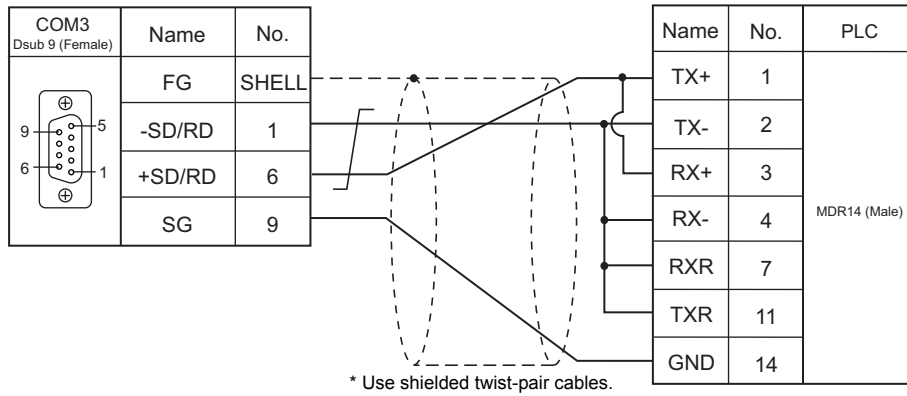 COM3
Dsub 9 (Female)
Name
No.
FG
SHELL
-SD/RD
1
+SD/RD
6
SG
9
9
5
6
1
Name
No.
PLC
TX+
1
TX-
2
RX+
3
RX-
4
RXR
7
TXR
11
GND
14
MDR14 (Male)
* Use shielded twist-pair cables.